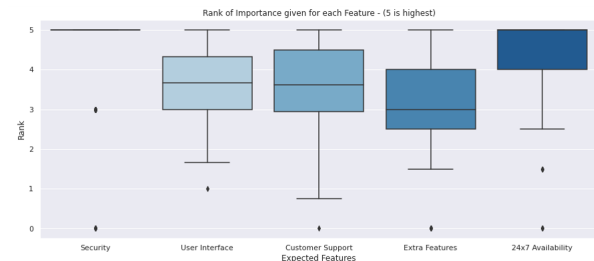 Rank of Importance given for each Feature - (5 is highest)
5
4
3
2
1
0
Rank
Security User Interface Customer Support Extra Features 24x7 Availability
Expected Features